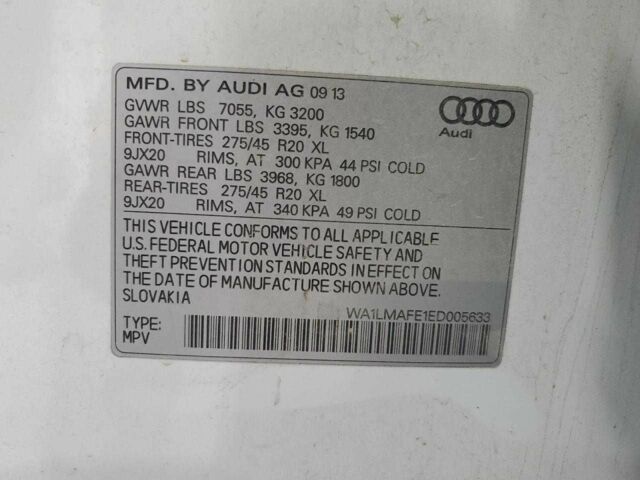 MFD. BY AUDI AG 09 13
GVWR LBS 7055, KG 3200
GAWR FRONT LBS 3395, KG 1540
FRONT-TIRES 275/45 R20 XL
9JX20 RIMS, AT 300 KPA 44 PSI COLD
GAWR REAR LBS 3968, KG 1800
REAR-TIRES 275/45 R20 XL
9JX20 RIMS, AT 340 KPA 49 PSI COLD
Audi
THIS VEHICLE CONFORMS TO ALL APPLICABLE
U.S. FEDERAL MOTOR VEHICLE SAFETY AND
THEFT PREVENTION STANDARDS IN EFFECT ON
THE DATE OF MANUFACTURE SHOWN ABOVE.
SLOVAKIA
WA1LMAFE1ED005633
TYPE:
MPV